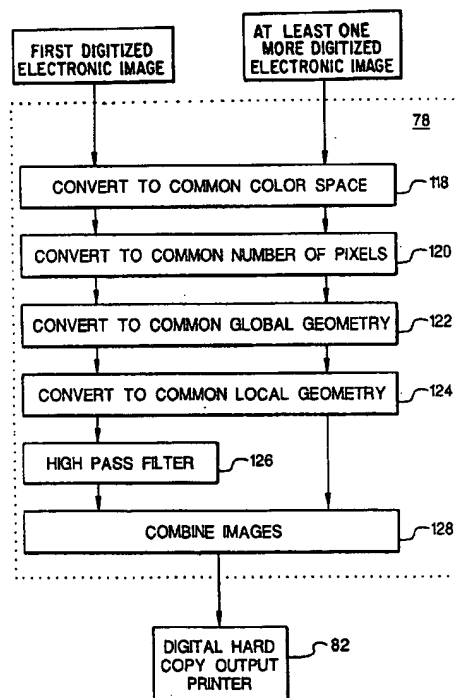 FIRST DIGITIZED
ELECTRONIC IMAGE
AT LEAST ONE
MORE DIGITIZED
ELECTRONIC IMAGE
78
CONVERT TO COMMON COLOR SPACE
118
CONVERT TO COMMON NUMBER OF PIXELS
120
CONVERT TO COMMON GLOBAL GEOMETRY
122
CONVERT TO COMMON LOCAL GEOMETRY
124
HIGH PASS FILTER
126
COMBINE IMAGES
128
DIGITAL HARD
COPY OUTPUT
PRINTER
82